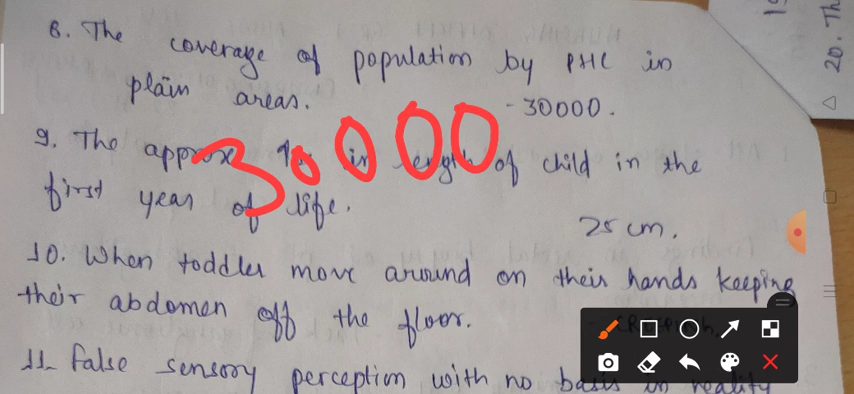 8. The coverage of population by PHC in
plain areas. - 30000.
30000
9. The approx in length of child in the
first year of life.
25 cm.
10. When toddler move around on their hands keeping
their abdomen off the floor.
11. False sensory perception with no basis in reality
20. Th